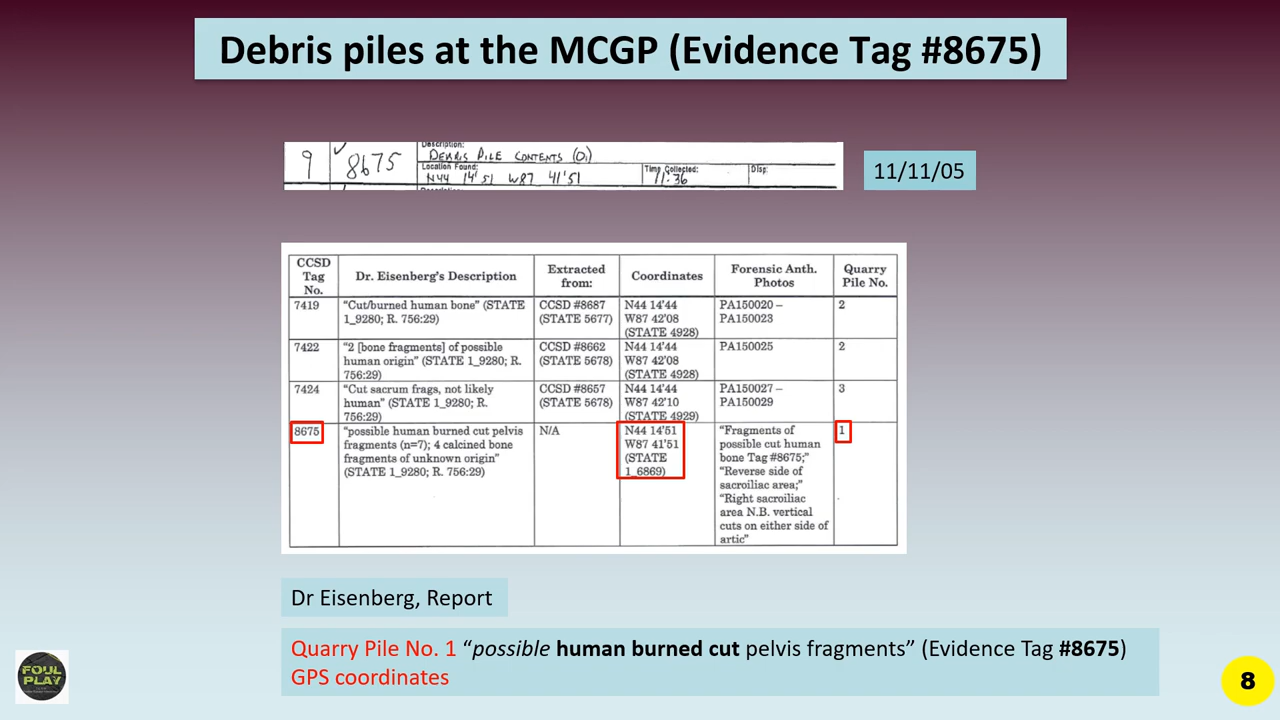 Debris piles at the MCGP (Evidence Tag #8675)
9 8675 Description:
DEBRIS PILE CONTENTS (01)
Location Found: Time Collected: Disp:
N44 14'51 W87 41'51 11:36
11/11/05
CCSD Tag No. Dr. Eisenberg's Description Extracted from: Coordinates Forensic Anth. Photos Quarry Pile No.
7419 “Cut/burned human bone” (STATE CCSD #8687 N44 14'44 PA150020 – 2
1_9280; R. 756:29) (STATE 5677) W87 42'08 PA150023
(STATE 4928)
7422 “2 [bone fragments] of possible CCSD #8662 N44 14'44 PA150025 2
human origin” (STATE 1_9280; R. (STATE 5678) W87 42'08
756:29) (STATE 4928)
7424 “Cut sacrum frags, not likely CCSD #8657 N44 14'44 PA150027 – 3
human” (STATE 1_9280; R. (STATE 5678) W87 42'10 PA150029
756:29) (STATE 4929)
8675 “possible human burned cut pelvis N/A N44 14'51 “Fragments of 1
fragments (n=7); 4 calcined bone W87 41'51 possible cut human
fragments of unknown origin” (STATE bone Tag #8675;”
(STATE 1_9280; R. 756:29) 1_6869) “Reverse side of
sacroiliac area;”
“Right sacroiliac
area N.B. vertical
cuts on either side of
artic”
Dr Eisenberg, Report
Quarry Pile No. 1 “possible human burned cut pelvis fragments” (Evidence Tag #8675)
GPS coordinates
FOUL
PLAY
8